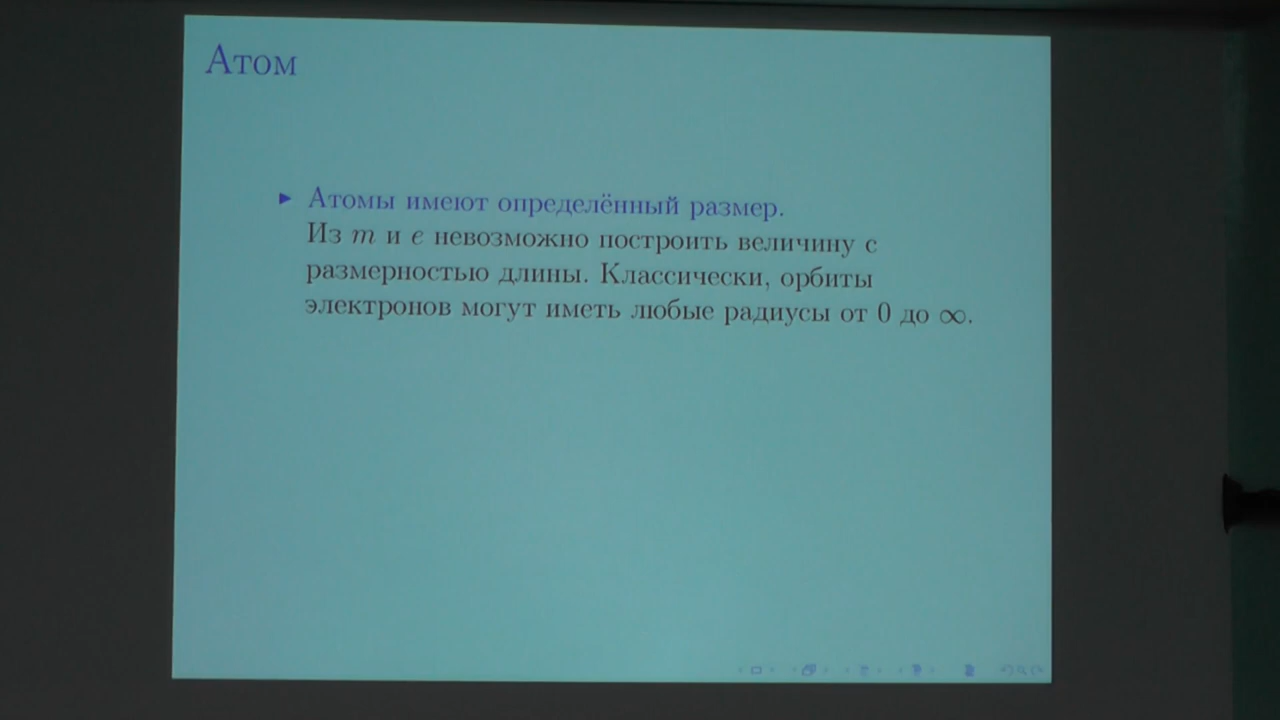 Атом
▶ Атомы имеют определённый размер.
Из m и e невозможно построить величину с
размерностью длины. Классически, орбиты
электронов могут иметь любые радиусы от 0 до ∞.